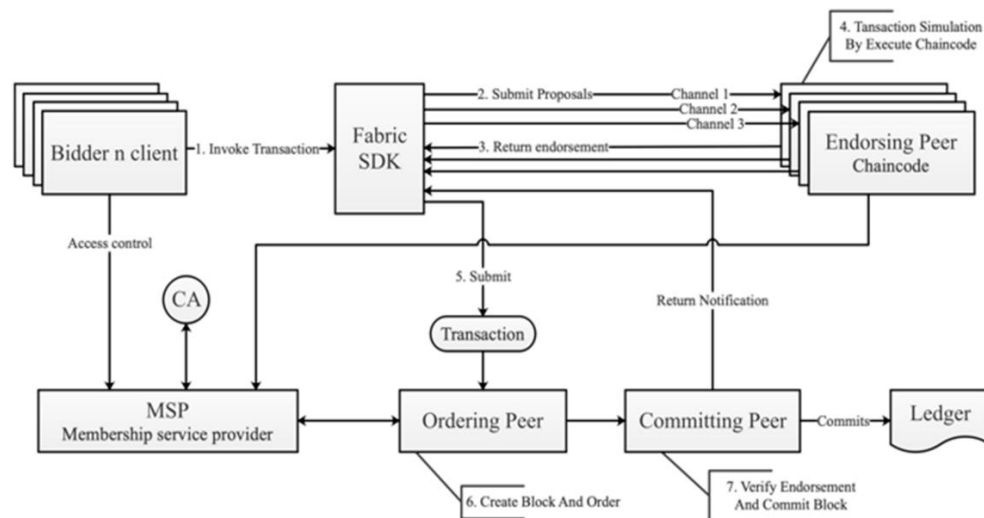 4. Tansaction Simulation
By Execute Chaincode
2. Submit Proposals
Channel 1
Channel 2
Channel 3
Bidder n client
1. Invoke Transaction
Fabric
SDK
3. Return endorsement
Endorsing Peer
Chaincode
Access control
CA
5. Submit
Return Notification
Transaction
MSP
Membership service provider
Ordering Peer
Committing Peer
Commits
Ledger
6. Create Block And Order
7. Verify Endorsement
And Commit Block